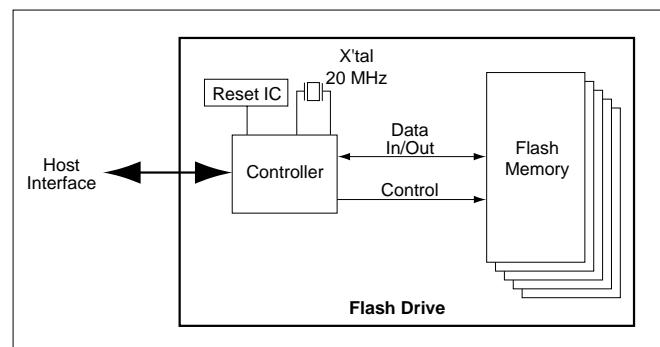 X'tal
20 MHz
Reset IC
Host
Interface
Controller
Data
In/Out
Control
Flash
Memory
Flash Drive